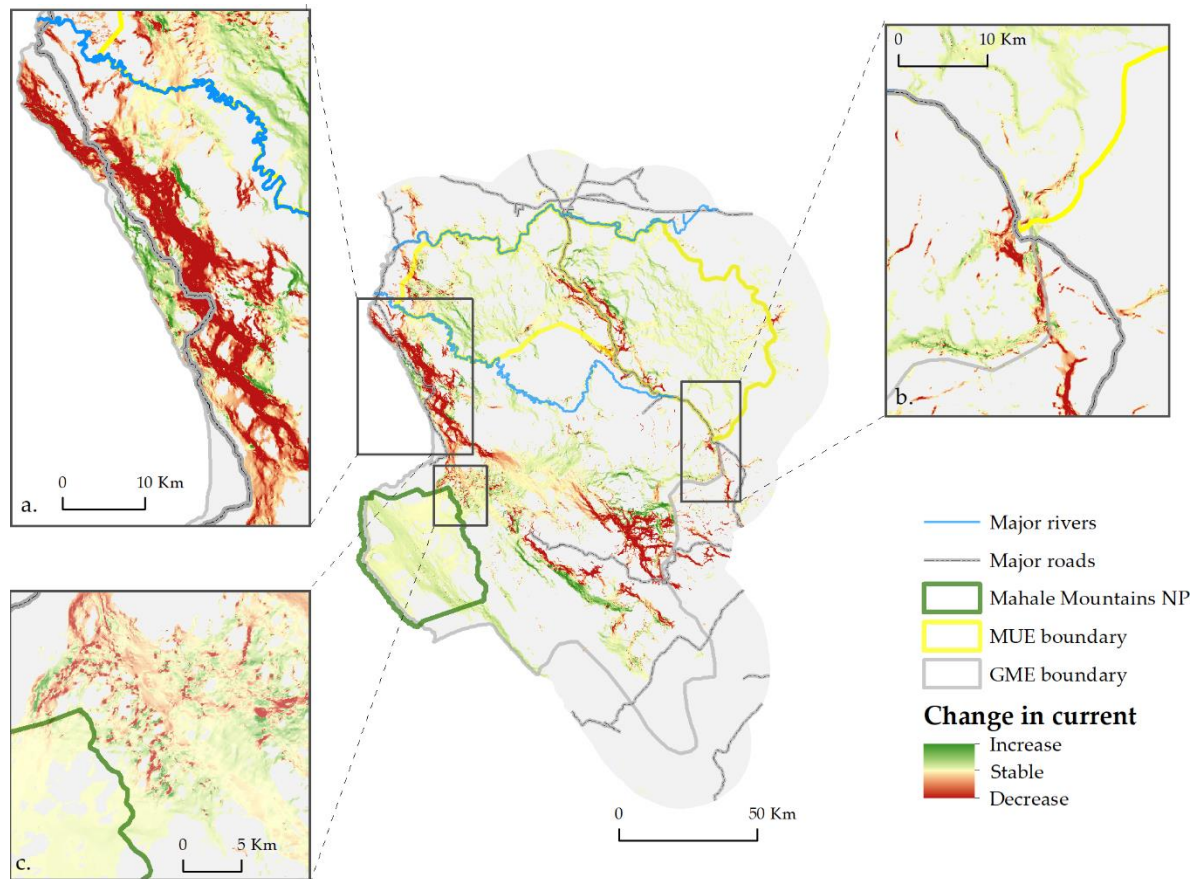 0 10 Km
a.
0 10 Km
b.
0 5 Km
c.
0 50 Km
Major rivers
Major roads
Mahale Mountains NP
MUE boundary
GME boundary
Change in current
Increase
Stable
Decrease